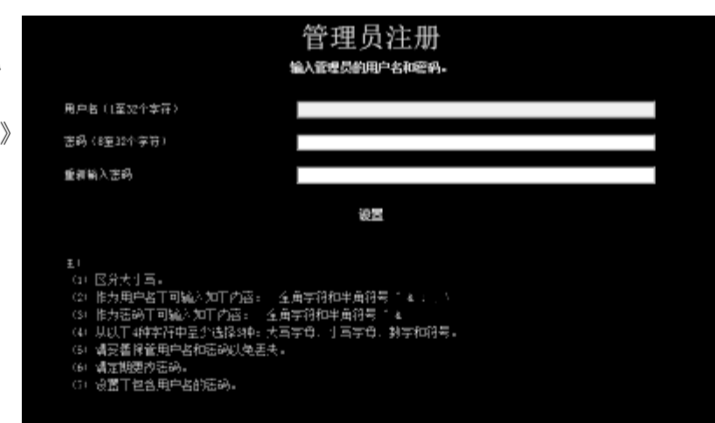 管理员注册
输入管理员的用户名和密码。
用户名（1至32个字符）
》
密码（8至32个字符）
重新输入密码
设置
注）
(1) 区分大小写。
(2) 作为用户名不可输入如下内容： 全角字符和半角符号 " & : ; \
(3) 作为密码不可输入如下内容： 全角字符和半角符号 " &
(4) 从以下4种字符中至少选择3种：大写字母、小写字母、数字和符号。
(5) 请妥善保管用户名和密码以免丢失。
(6) 请定期更改密码。
(7) 设置不包含用户名的密码。